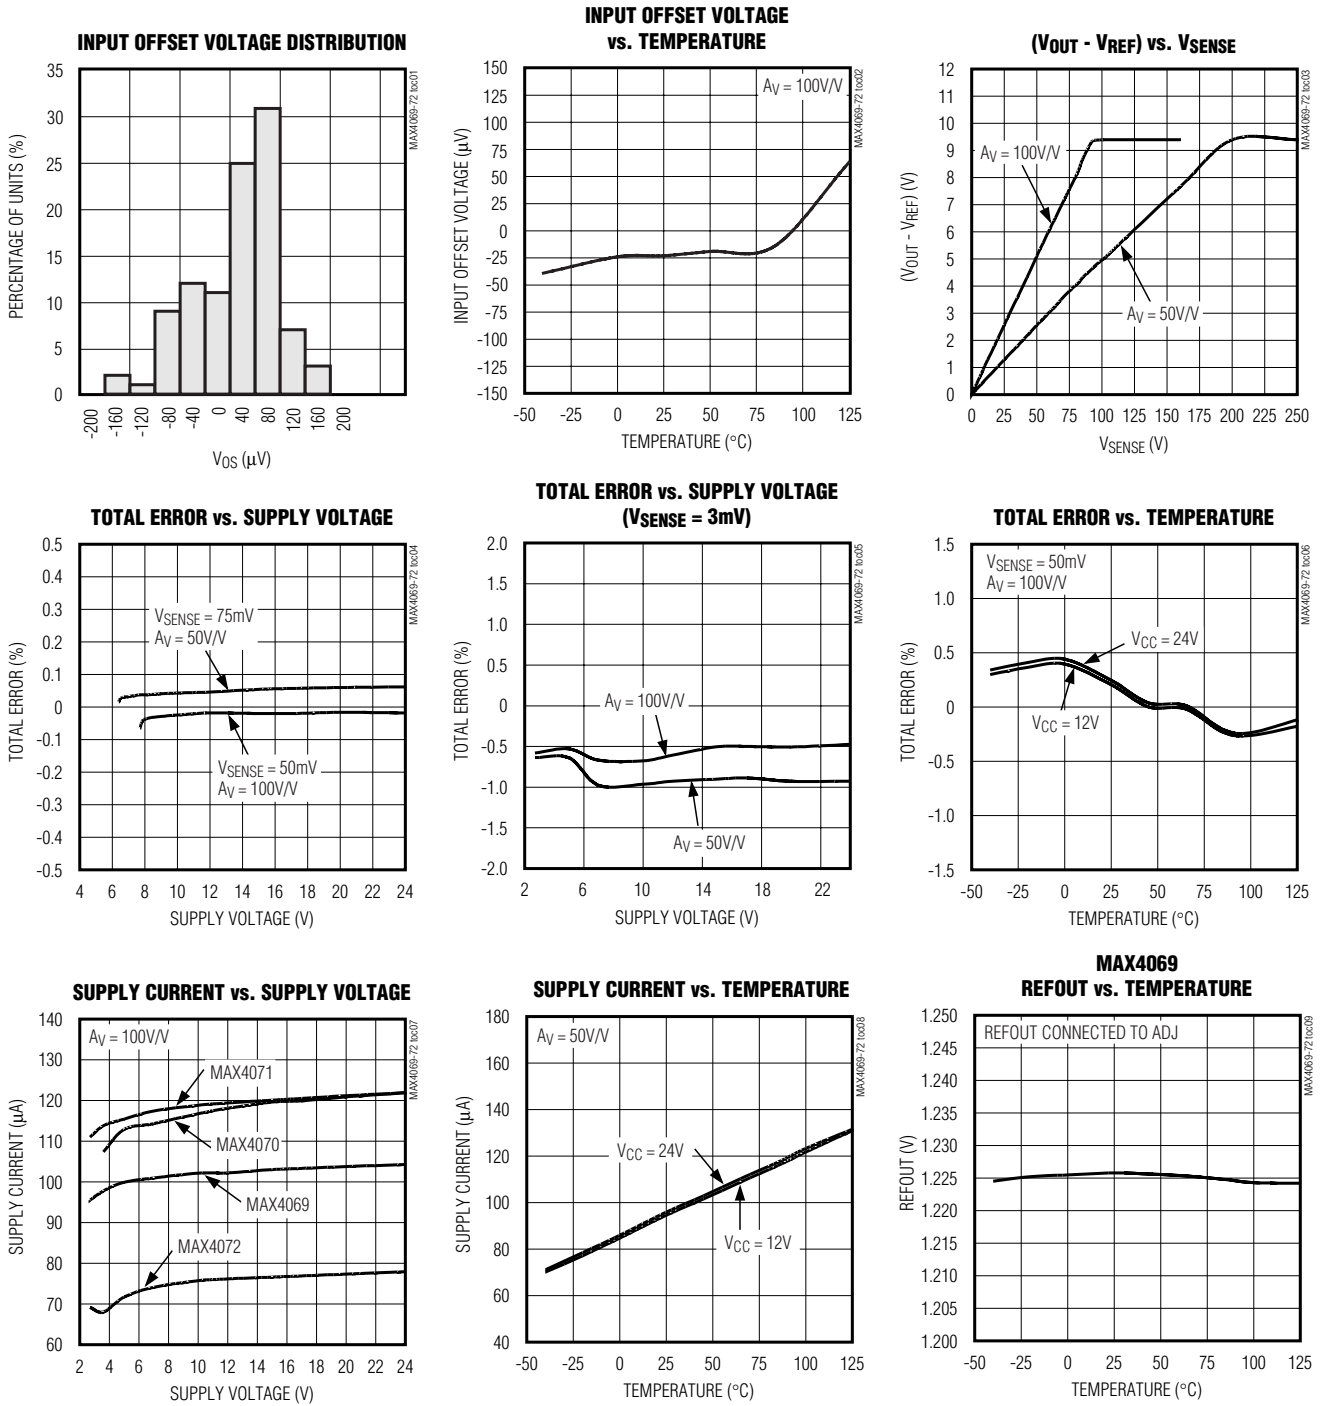 INPUT OFFSET VOLTAGE DISTRIBUTION
MAX4069-72 toc01
PERCENTAGE OF UNITS (%)
35
30
25
20
15
10
5
0
-200 -160 -120 -80 -40 0 40 80 120 160 200
VOS (μV)
INPUT OFFSET VOLTAGE
vs. TEMPERATURE
MAX4069-72 toc02
AV = 100V/V
INPUT OFFSET VOLTAGE (μV)
150
125
100
75
50
25
0
-25
-50
-75
-100
-125
-150
-50 -25 0 25 50 75 100 125
TEMPERATURE (°C)
(VOUT - VREF) vs. VSENSE
MAX4069-72 toc03
(VOUT - VREF) (V)
12
11
10
9
8
7
6
5
4
3
2
1
0
AV = 100V/V
AV = 50V/V
0 25 50 75 100 125 150 175 200 225 250
VSENSE (V)
TOTAL ERROR vs. SUPPLY VOLTAGE
MAX4069-72 toc04
TOTAL ERROR (%)
0.5
0.4
0.3
0.2
0.1
0
-0.1
-0.2
-0.3
-0.4
-0.5
VSENSE = 75mV
AV = 50V/V
VSENSE = 50mV
AV = 100V/V
4 6 8 10 12 14 16 18 20 22 24
SUPPLY VOLTAGE (V)
TOTAL ERROR vs. SUPPLY VOLTAGE
(VSENSE = 3mV)
MAX4069-72 toc05
TOTAL ERROR (%)
2.0
1.5
1.0
0.5
0
-0.5
-1.0
-1.5
-2.0
AV = 100V/V
AV = 50V/V
2 6 10 14 18 22
SUPPLY VOLTAGE (V)
TOTAL ERROR vs. TEMPERATURE
MAX4069-72 toc06
TOTAL ERROR (%)
1.5
1.0
0.5
0
-0.5
-1.0
-1.5
VSENSE = 50mV
AV = 100V/V
VCC = 24V
VCC = 12V
-50 -25 0 25 50 75 100 125
TEMPERATURE (°C)
SUPPLY CURRENT vs. SUPPLY VOLTAGE
MAX4069-72 toc07
SUPPLY CURRENT (μA)
140
130
120
110
100
90
80
70
60
AV = 100V/V
MAX4071
MAX4070
MAX4069
MAX4072
2 4 6 8 10 12 14 16 18 20 22 24
SUPPLY VOLTAGE (V)
SUPPLY CURRENT vs. TEMPERATURE
MAX4069-72 toc08
SUPPLY CURRENT (μA)
180
160
140
120
100
80
60
40
AV = 50V/V
VCC = 24V
VCC = 12V
-50 -25 0 25 50 75 100 125
TEMPERATURE (°C)
MAX4069
REFOUT vs. TEMPERATURE
MAX4069-72 toc09
REFOUT (V)
1.250
1.245
1.240
1.235
1.230
1.225
1.220
1.215
1.210
1.205
1.200
REFOUT CONNECTED TO ADJ
-50 -25 0 25 50 75 100 125
TEMPERATURE (°C)